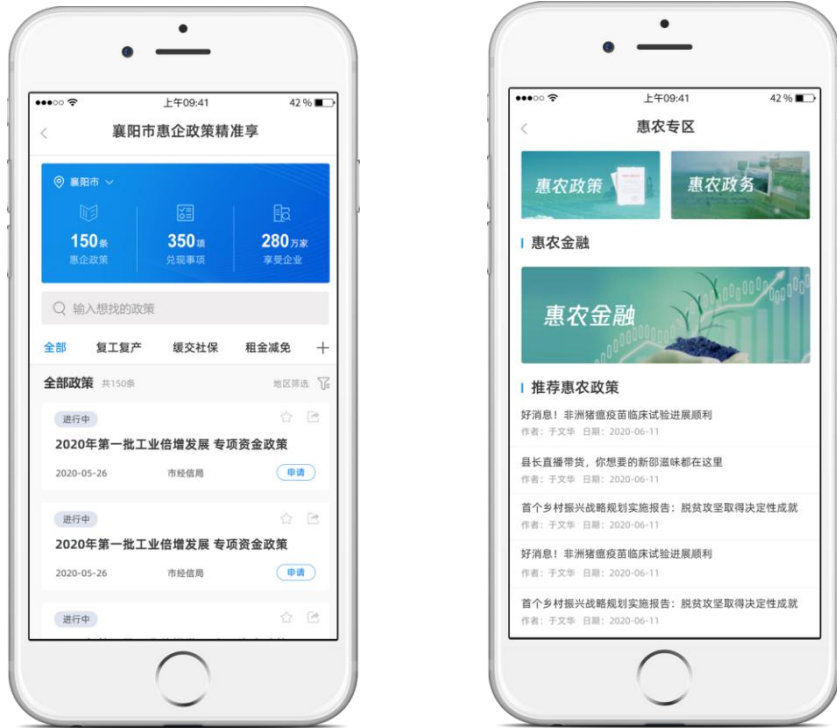 上午09:41
42%
襄阳市惠企政策精准享
襄阳市
150条
350项
280万家
惠企政策
兑现事项
享受企业
输入想找的政策
全部
复工复产
缓交社保
租金减免
全部政策 共150条
地区筛选
进行中
2020年第一批工业倍增发展 专项资金政策
2020-05-26
市经信局
申请
进行中
2020年第一批工业倍增发展 专项资金政策
2020-05-26
市经信局
申请
进行中
上午09:41
42%
惠农专区
惠农政策
惠农政务
惠农金融
惠农金融
推荐惠农政策
好消息！非洲猪瘟疫苗临床试验进展顺利
作者：于文华 日期：2020-06-11
县长直播带货，你想要的新邵滋味都在这里
作者：于文华 日期：2020-06-11
首个乡村振兴战略规划实施报告：脱贫攻坚取得决定性成就
作者：于文华 日期：2020-06-11
好消息！非洲猪瘟疫苗临床试验进展顺利
作者：于文华 日期：2020-06-11
首个乡村振兴战略规划实施报告：脱贫攻坚取得决定性成就
作者：于文华 日期：2020-06-11